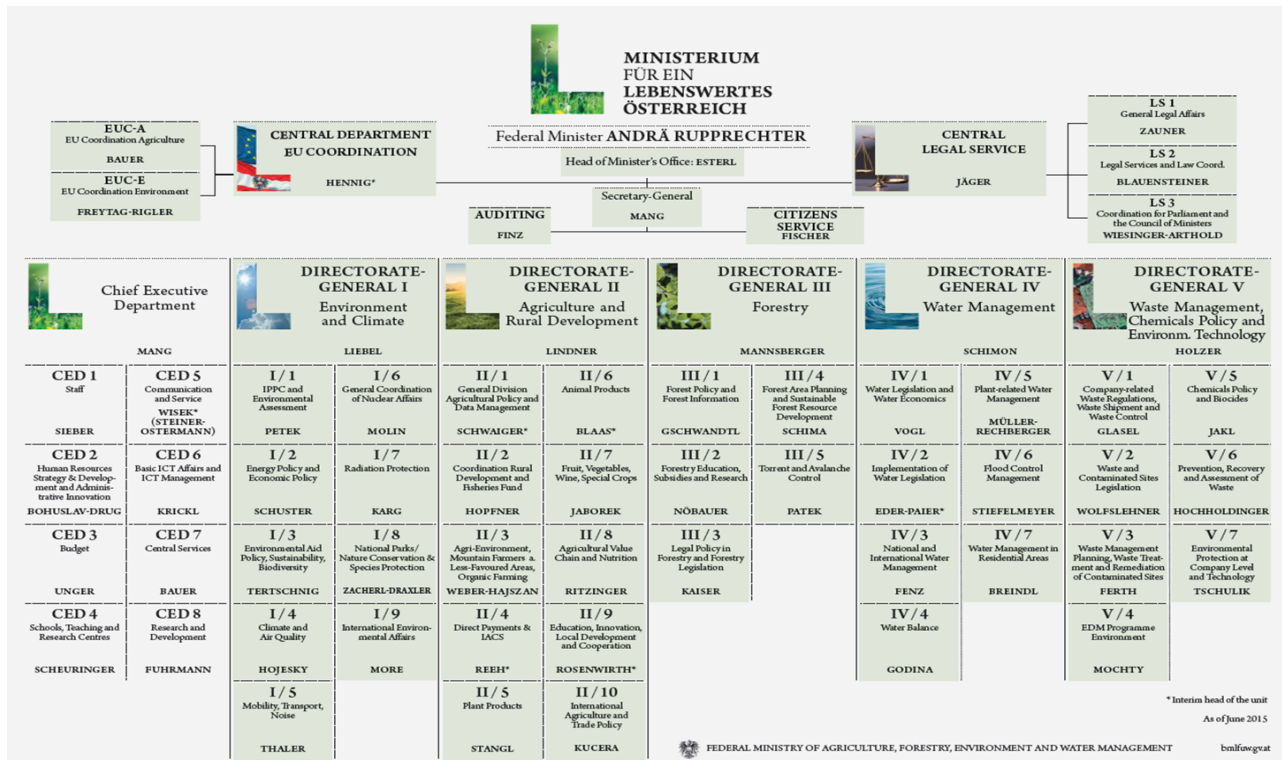 MINISTERIUM
FÜR EIN
LEBENSWERTES
ÖSTERREICH
Federal Minister ANDRÄ RUPPRECHTER
Head of Minister's Office: ESTERL
Secretary-General
MANG
AUDITING
FINZ
CITIZENS
SERVICE
FISCHER
EUC-A
EU Coordination Agriculture
BAUER
EUC-E
EU Coordination Environment
FREYTAG-RIGLER
CENTRAL DEPARTMENT
EU COORDINATION
HENNIG*
CENTRAL
LEGAL SERVICE
JÄGER
LS 1
General Legal Affairs
ZAUNER
LS 2
Legal Services and Law Coord.
BLAUENSTEINER
LS 3
Coordination for Parliament and
the Council of Ministers
WIESINGER-ARTHOLD
Chief Executive
Department
MANG
CED 1
Staff
SIEBER
CED 2
Human Resources
Strategy & Develop-
ment and Adminis-
trative Innovation
BOHUSLAV-DRUG
CED 3
Budget
UNGER
CED 4
Schools, Teaching and
Research Centres
SCHEURINGER
CED 5
Communication
and Service
WISEK*
(STEINER-
OSTERMANN)
CED 6
Basic ICT Affairs and
ICT Management
KRICKL
CED 7
Central Services
BAUER
CED 8
Research and
Development
FUHRMANN
DIRECTORATE-
GENERAL I
Environment
and Climate
LIEBEL
I / 1
IPPC and
Environmental
Assessment
PETEK
I / 2
Energy Policy and
Economic Policy
SCHUSTER
I / 3
Environmental Aid
Policy, Sustainability,
Biodiversity
TERTSCHNIG
I / 4
Climate and
Air Quality
HOJESKY
I / 5
Mobility, Transport,
Noise
THALER
I / 6
General Coordination
of Nuclear Affairs
MOLIN
I / 7
Radiation Protection
KARG
I / 8
National Parks/
Nature Conservation &
Species Protection
ZACHERL-DRAXLER
I / 9
International Environ-
mental Affairs
MORE
DIRECTORATE-
GENERAL II
Agriculture and
Rural Development
LINDNER
II / 1
General Division
Agricultural Policy and
Data Management
SCHWAIGER*
II / 2
Coordination Rural
Development and
Fisheries Fund
HOPFNER
II / 3
Agri-Environment,
Mountain Farmers a.
Less-Favoured Areas,
Organic Farming
WEBER-HAJSZAN
II / 4
Direct Payments &
IACS
REEH*
II / 5
Plant Products
STANGL
II / 6
Animal Products
BLAAS*
II / 7
Fruit, Vegetables,
Wine, Special Crops
JABOREK
II / 8
Agricultural Value
Chain and Nutrition
RITZINGER
II / 9
Education, Innovation,
Local Development
and Cooperation
ROSENWIRTH*
II / 10
International
Agriculture and
Trade Policy
KUCERA
DIRECTORATE-
GENERAL III
Forestry
MANNSBERGER
III / 1
Forest Policy and
Forest Information
GSCHWANDTL
III / 2
Forestry Education,
Subsidies and Research
NÖBAUER
III / 3
Legal Policy in
Forestry and Forestry
Legislation
KAISER
III / 4
Forest Area Planning
and Sustainable
Forest Resource
Development
SCHIMA
III / 5
Torrent and Avalanche
Control
PATEK
DIRECTORATE-
GENERAL IV
Water Management
SCHIMON
IV / 1
Water Legislation and
Water Economics
VOGL
IV / 2
Implementation of
Water Legislation
EDER-PAIER*
IV / 3
National and
International Water
Management
FENZ
IV / 4
Water Balance
GODINA
IV / 5
Plant-related Water
Management
MÜLLER-
RECHBERGER
IV / 6
Flood Control
Management
STIEFELMEYER
IV / 7
Water Management in
Residential Areas
BREINDL
DIRECTORATE-
GENERAL V
Waste Management,
Chemicals Policy and
Environm. Technology
HOLZER
V / 1
Company-related
Waste Regulations,
Waste Shipment and
Waste Control
GLASEL
V / 2
Waste and
Contaminated Sites
Legislation
WOLFSLEHNER
V / 3
Waste Management
Planning, Waste Treat-
ment and Remediation
of Contaminated Sites
FERTH
V / 4
EDM Programme
Environment
MOCHTY
V / 5
Chemicals Policy
and Biocides
JAKL
V / 6
Prevention, Recovery
and Assessment of
Waste
HOCHHOLDINGER
V / 7
Environmental
Protection at
Company Level
and Technology
TSCHULIK
* Interim head of the unit
As of June 2015
FEDERAL MINISTRY OF AGRICULTURE, FORESTRY, ENVIRONMENT AND WATER MANAGEMENT
bmlfuw.gv.at